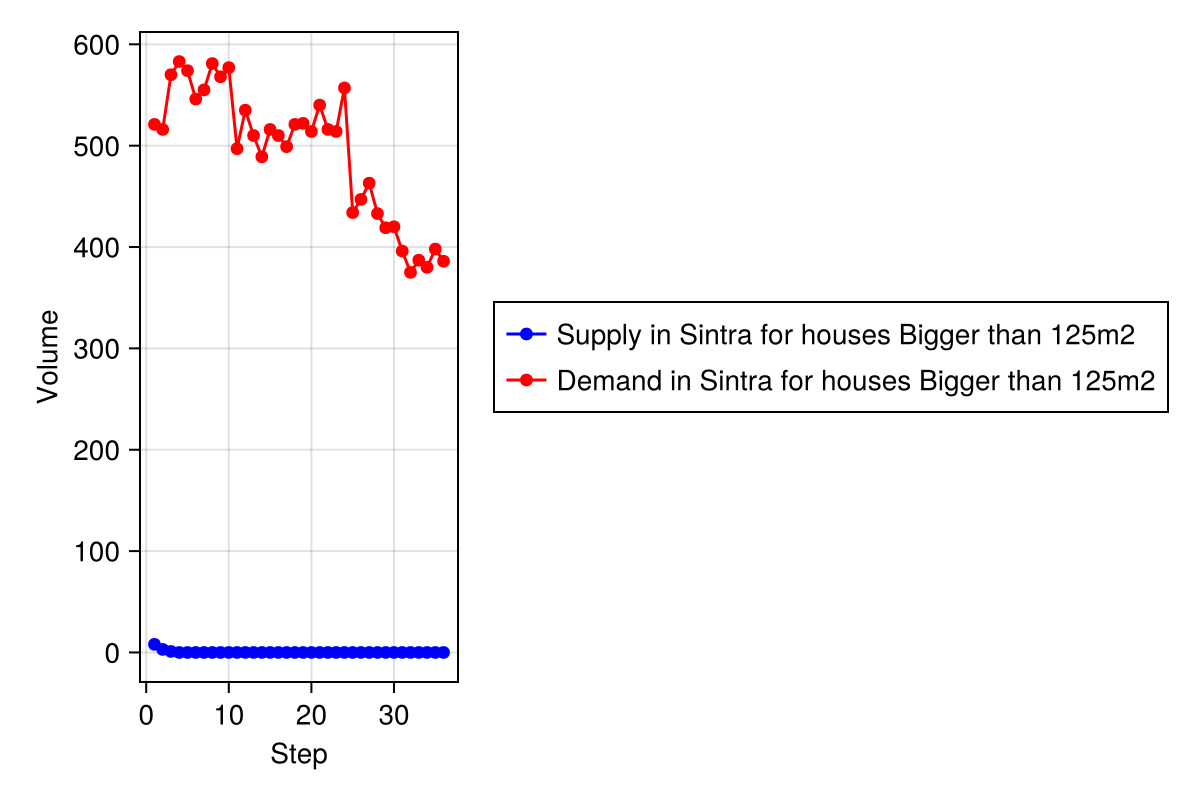 600
500
400
300
200
100
0
Volume
0 10 20 30
Step
Supply in Sintra for houses Bigger than 125m2
Demand in Sintra for houses Bigger than 125m2